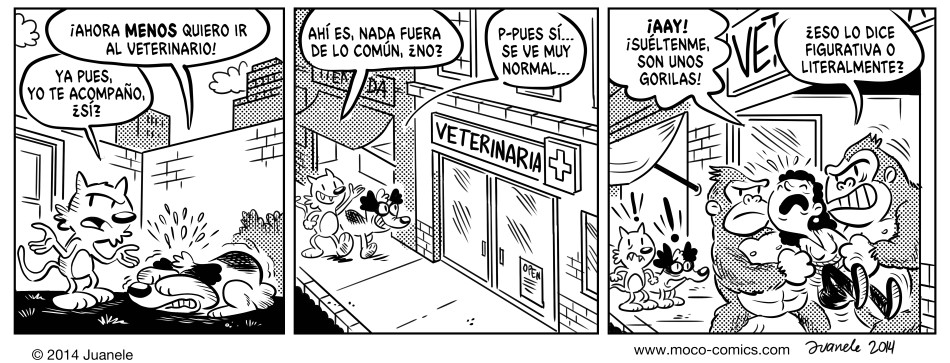 ¡AHORA MENOS QUIERO IR
AL VETERINARIO!
YA PUES,
YO TE ACOMPAÑO,
¿SÍ?
AHÍ ES, NADA FUERA
DE LO COMÚN, ¿NO?
P-PUES SÍ...
SE VE MUY
NORMAL...
VETERINARIA
OPEN
¡AAY!
¡SUÉLTENME,
SON UNOS
GORILAS!
¿ESO LO DICE
FIGURATIVA O
LITERALMENTE?
VE
© 2014 Juanele
www.moco-comics.com
Juanele 2014